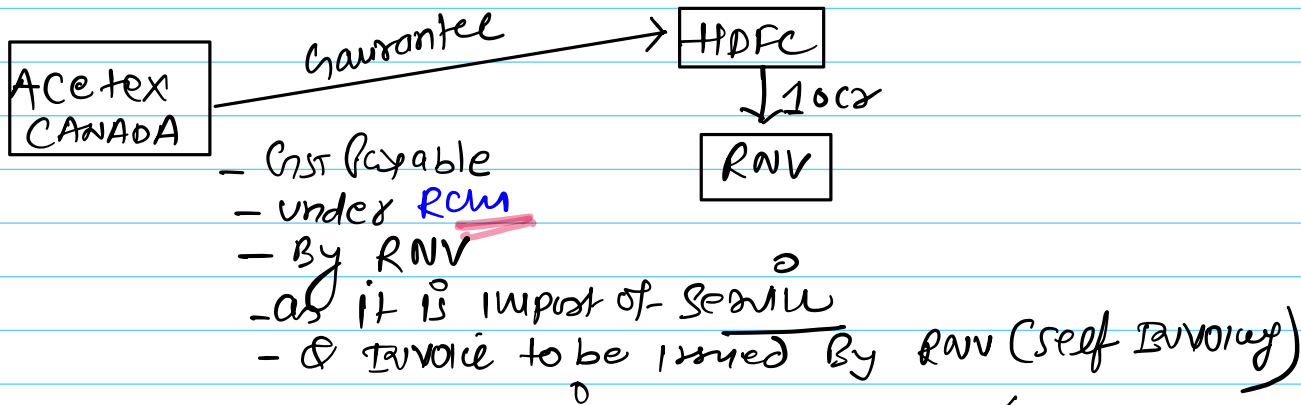 Gaurantee
HDFC
ACetex
CANADA
10cr
RNV
- GST Payable
- under RCM
- By RNV
- as it is import of service
- & Invoice to be issued By RNV (self Invoicing)